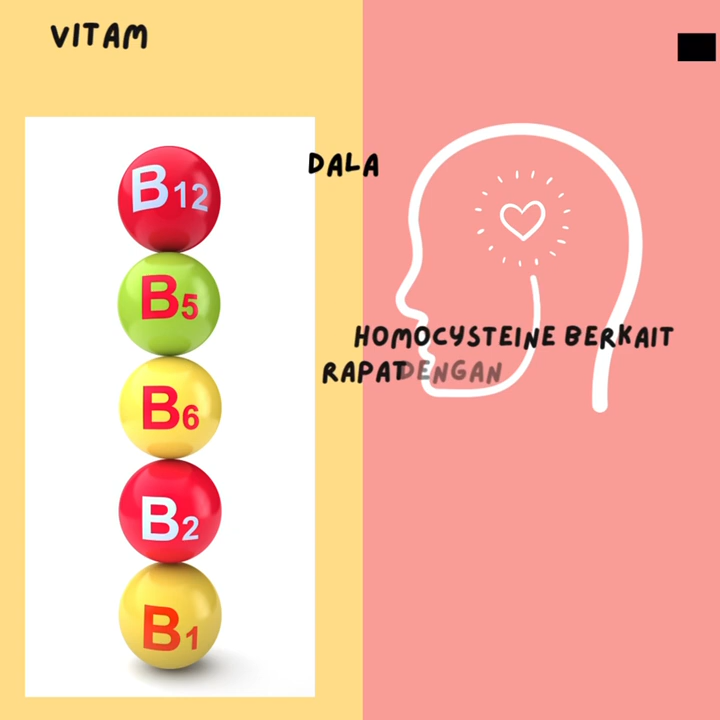 VITAM
DALA
B12
B5
HOMOCYSTEINE BERKAIT
RAPAT DENGAN
B6
B2
B1